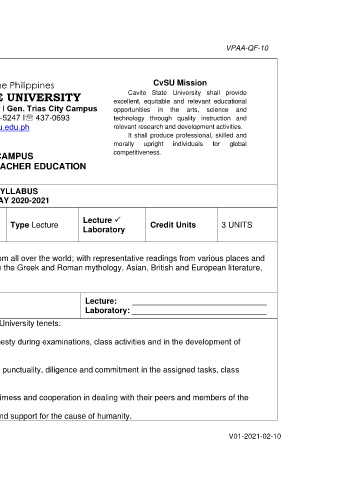 VPAA-QF-10
he Philippines
E UNIVERSITY
| Gen. Trias City Campus
-5247 I☏ 437-0693
u.edu.ph
CvSU Mission
Cavite State University shall provide
excellent, equitable and relevant educational
opportunities in the arts, science and
technology through quality instruction and
relevant research and development activities.
It shall produce professional, skilled and
morally upright individuals for global
competitiveness.
CAMPUS
ACHER EDUCATION
YLLABUS
AY 2020-2021
Type Lecture
Lecture ✓
Laboratory
Credit Units
3 UNITS
om all over the world; with representative readings from various places and
the Greek and Roman mythology, Asian, British and European literature,
Lecture:
Laboratory:
University tenets:
esty during examinations, class activities and in the development of
punctuality, diligence and commitment in the assigned tasks, class
irness and cooperation in dealing with their peers and members of the
nd support for the cause of humanity.
V01-2021-02-10